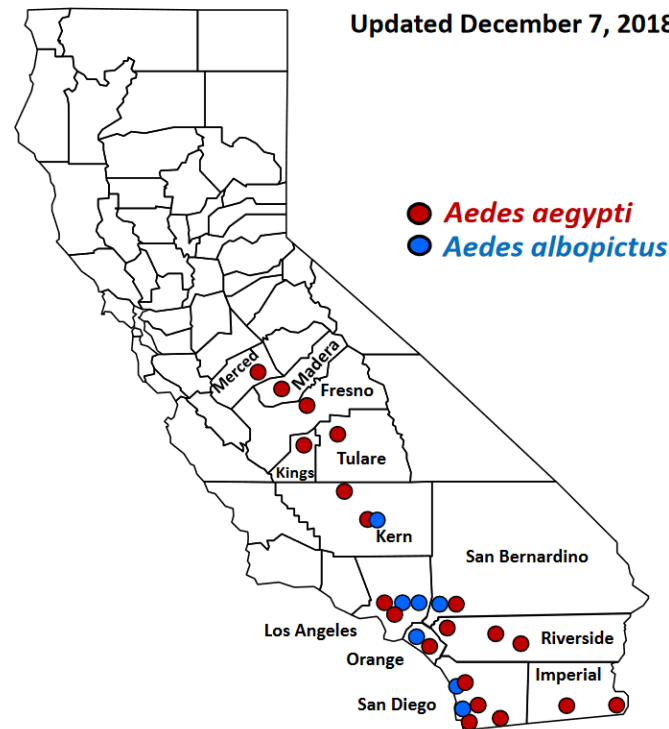 Updated December 7, 2018
Aedes aegypti
Aedes albopictus
Merced
Madera
Fresno
Tulare
Kings
Kern
San Bernardino
Los Angeles
Riverside
Orange
Imperial
San Diego